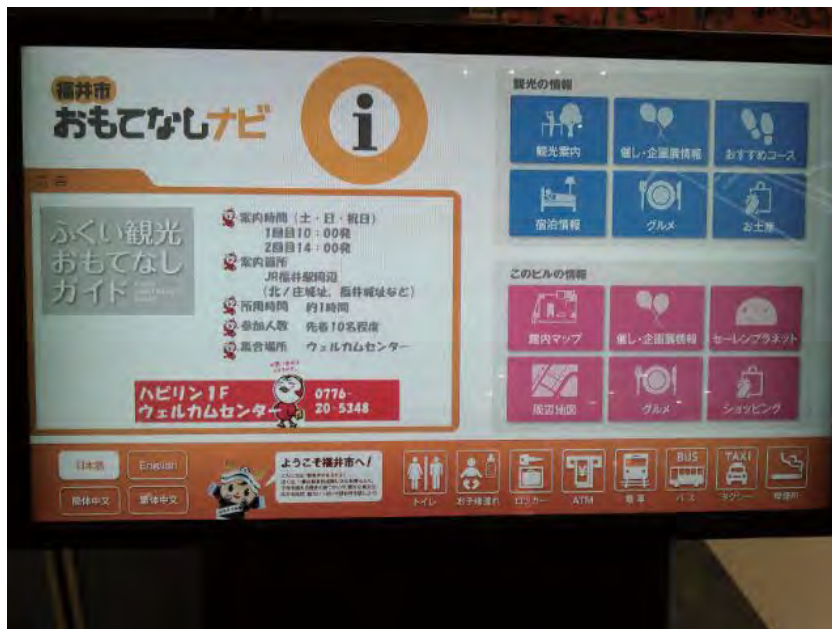 福井市
おもてなしナビ
i
ふくい観光
おもてなし
ガイド
案内時間（土・日・祝日）
1回目10：00発
2回目14：00発
案内箇所
JR福井駅周辺
（北ノ庄城址、福井城址など）
所用時間 約1時間
参加人数 先着10名程度
集合場所 ウェルカムセンター
ハピリン1F
ウェルカムセンター
0776-
20-5348
観光の情報
観光案内
催し・企画展情報
おすすめコース
宿泊情報
グルメ
お土産
このビルの情報
館内マップ
催し・企画展情報
セーレンプラネット
周辺地図
グルメ
ショッピング
日本語
English
简体中文
繁体中文
ようこそ福井市へ！
トイレ
お子様連れ
ロッカー
ATM
電車
BUS
バス
TAXI
タクシー
喫煙所